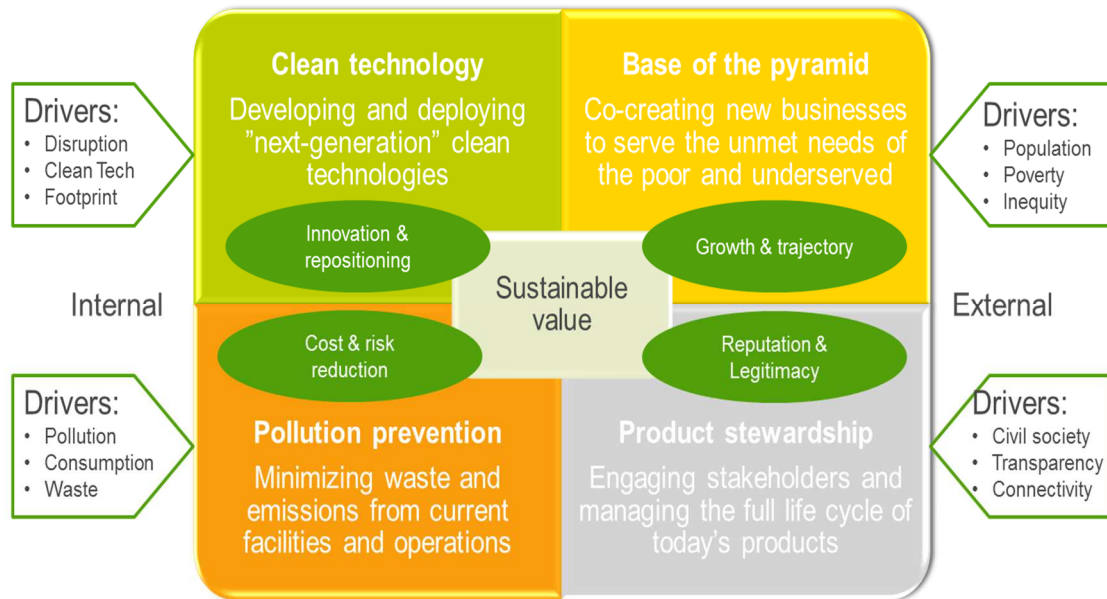 Clean technology
Developing and deploying
”next-generation” clean
technologies
Base of the pyramid
Co-creating new businesses
to serve the unmet needs of
the poor and underserved
Drivers:
• Disruption
• Clean Tech
• Footprint
Drivers:
• Population
• Poverty
• Inequity
Innovation &
repositioning
Growth & trajectory
Internal
Sustainable
value
External
Cost & risk
reduction
Reputation &
Legitimacy
Drivers:
• Pollution
• Consumption
• Waste
Drivers:
• Civil society
• Transparency
• Connectivity
Pollution prevention
Minimizing waste and
emissions from current
facilities and operations
Product stewardship
Engaging stakeholders and
managing the full life cycle of
today’s products